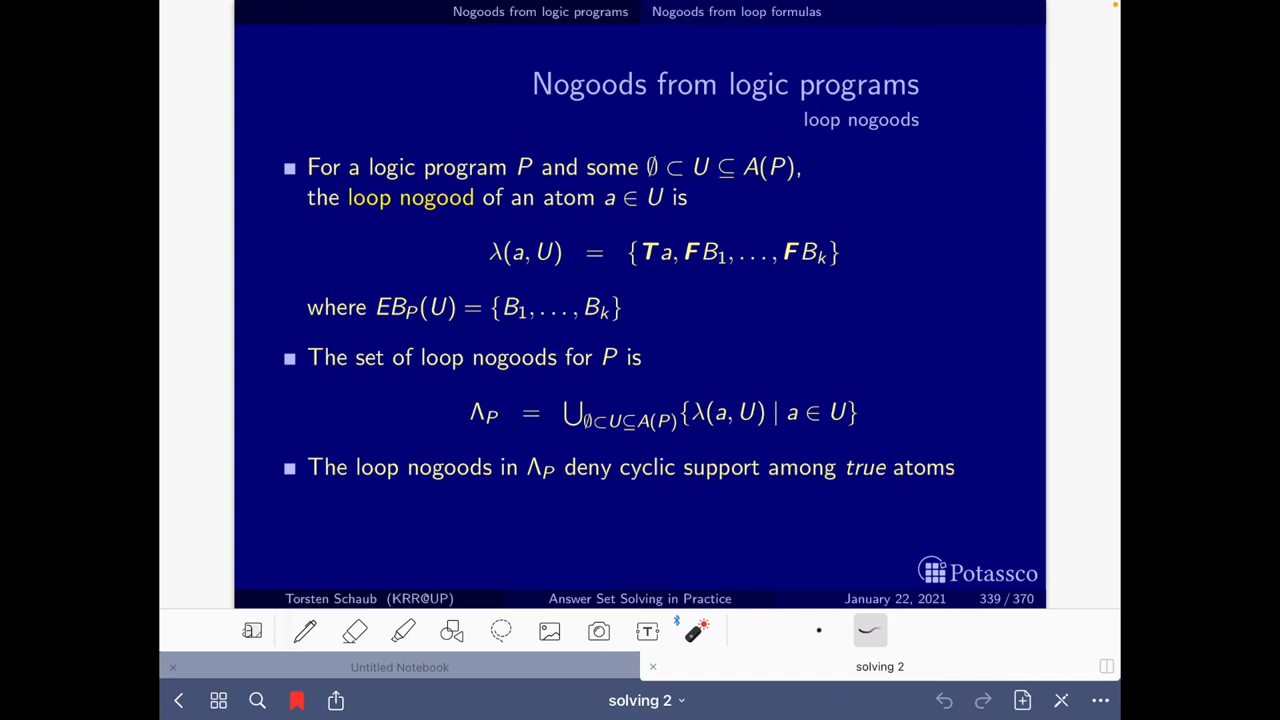 Nogoods from logic programs Nogoods from loop formulas
Nogoods from logic programs
loop nogoods
For a logic program P and some ∅ ⊂ U ⊆ A(P),
the loop nogood of an atom a ∈ U is
λ(a, U) = {Ta, FB₁, . . . , FBₖ}
where EB_P(U) = {B₁, . . . , Bₖ}
The set of loop nogoods for P is
Λ_P = ⋃_{∅⊂U⊆A(P)}{λ(a, U) | a ∈ U}
The loop nogoods in Λ_P deny cyclic support among true atoms
Potassco
Torsten Schaub (KRR@UP) Answer Set Solving in Practice January 22, 2021 339 / 370
T
Untitled Notebook solving 2
solving 2